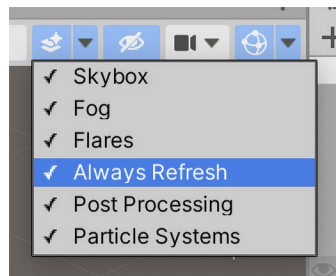 Skybox
Fog
Flares
Always Refresh
Post Processing
Particle Systems